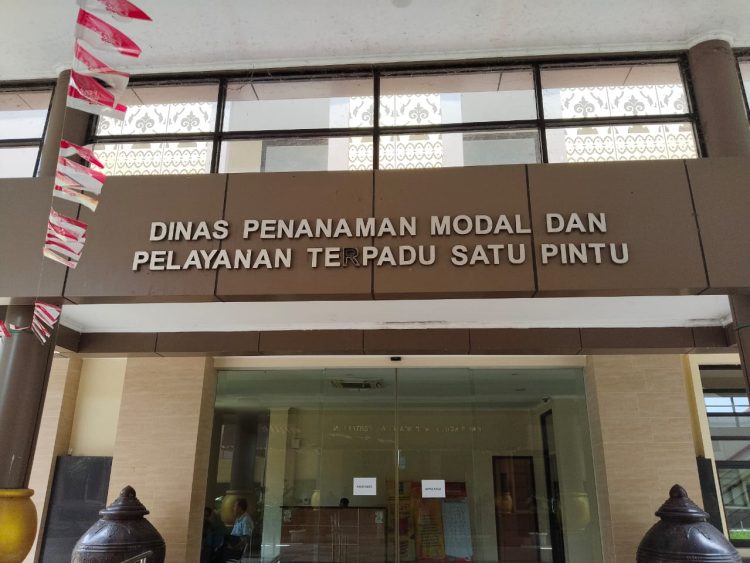 DINAS PENANAMAN MODAL DAN
PELAYANAN TERPADU SATU PINTU